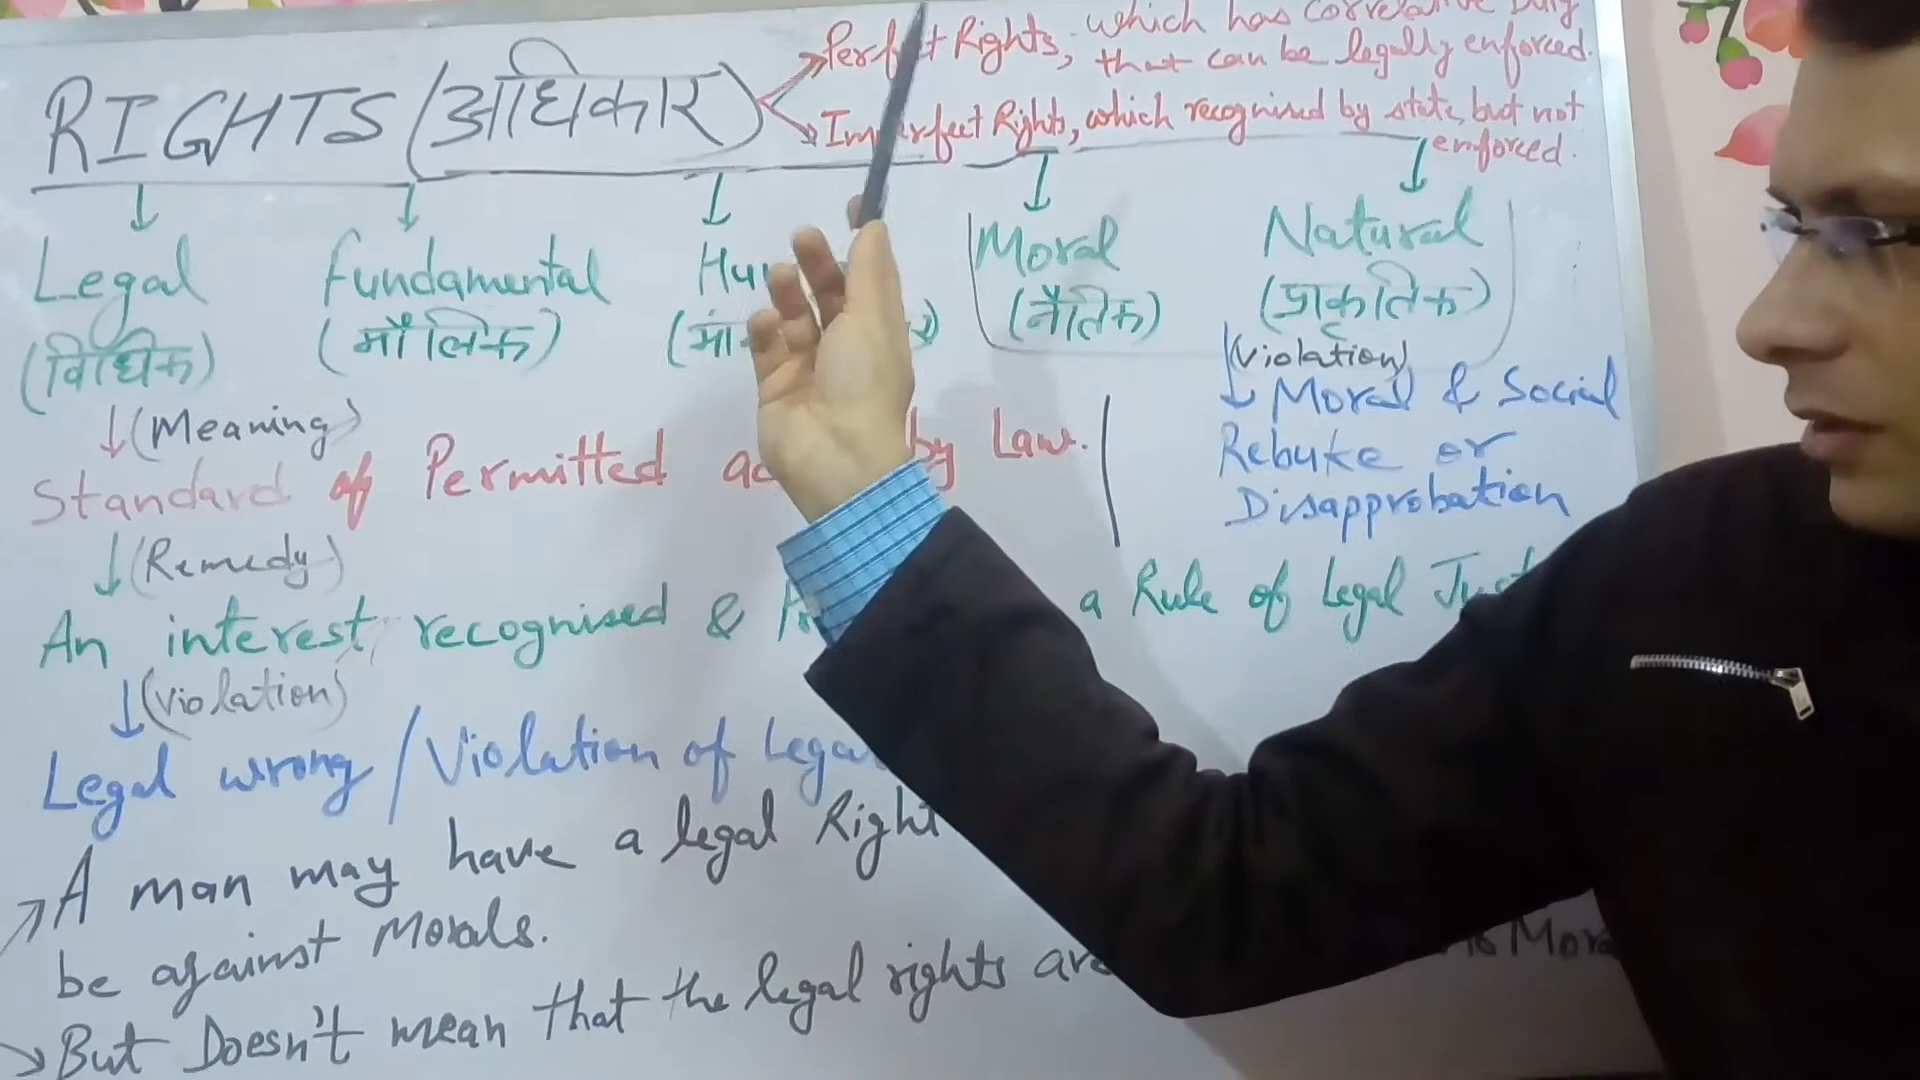 Rights, which has correlative Duty
that can be legally enforced.
RIGHTS (अधिकार)
Rights, which recognised by state, but not
enforced.
Legal Fundamental Moral Natural
(विधिक) (मौलिक) (नैतिक) (प्राकृतिक)
(Violation)
(Meaning) Moral & Social
Standard of Permitted by Law. Rebuke or
Disapprobation
(Remedy)
An interest recognised & a Rule of Legal
(Violation)
Legal wrong / Violation of
A man may have a legal Right
be against Morals.
But Doesn't mean that the legal rights